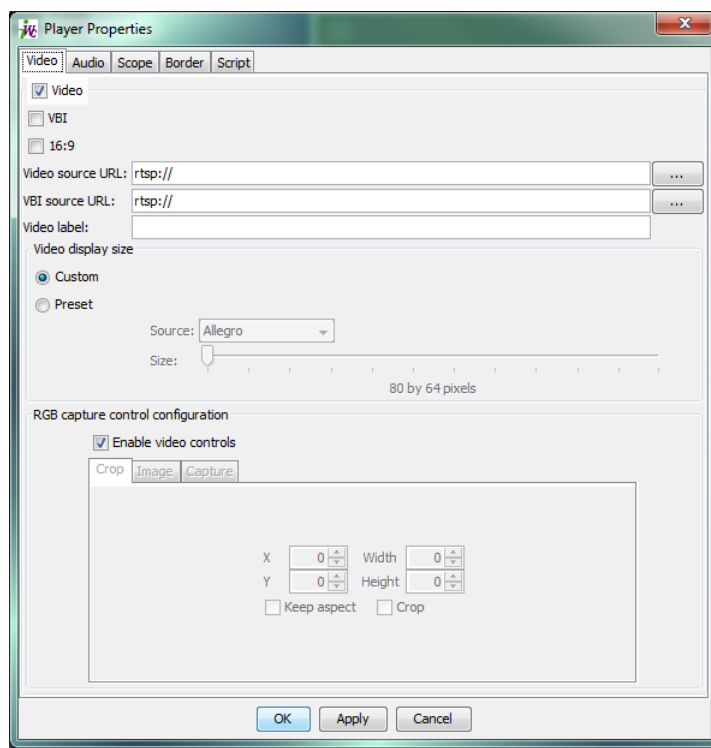 Player Properties
Video Audio Scope Border Script
Video
VBI
16:9
Video source URL: rtsp:// ...
VBI source URL: rtsp:// ...
Video label:
Video display size
Custom
Preset
Source: Allegro
Size:
80 by 64 pixels
RGB capture control configuration
Enable video controls
Crop Image Capture
X 0 Width 0
Y 0 Height 0
Keep aspect Crop
OK Apply Cancel